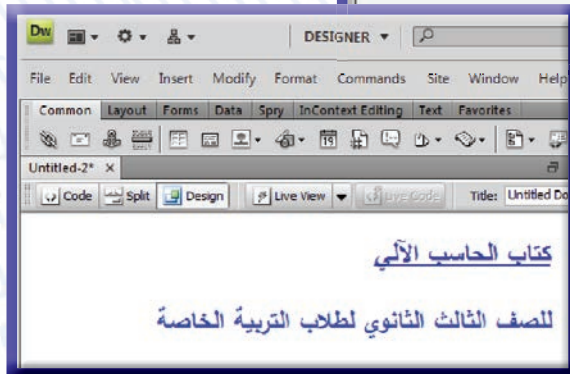 Dw
DESIGNER
File Edit View Insert Modify Format Commands Site Window Help
Common Layout Forms Data Spry InContext Editing Text Favorites
Untitled-2*
Code Split Design Live View Live Code Title: Untitled Do
كتاب الحاسب الآلي
للصف الثالث الثانوي لطلاب التربية الخاصة